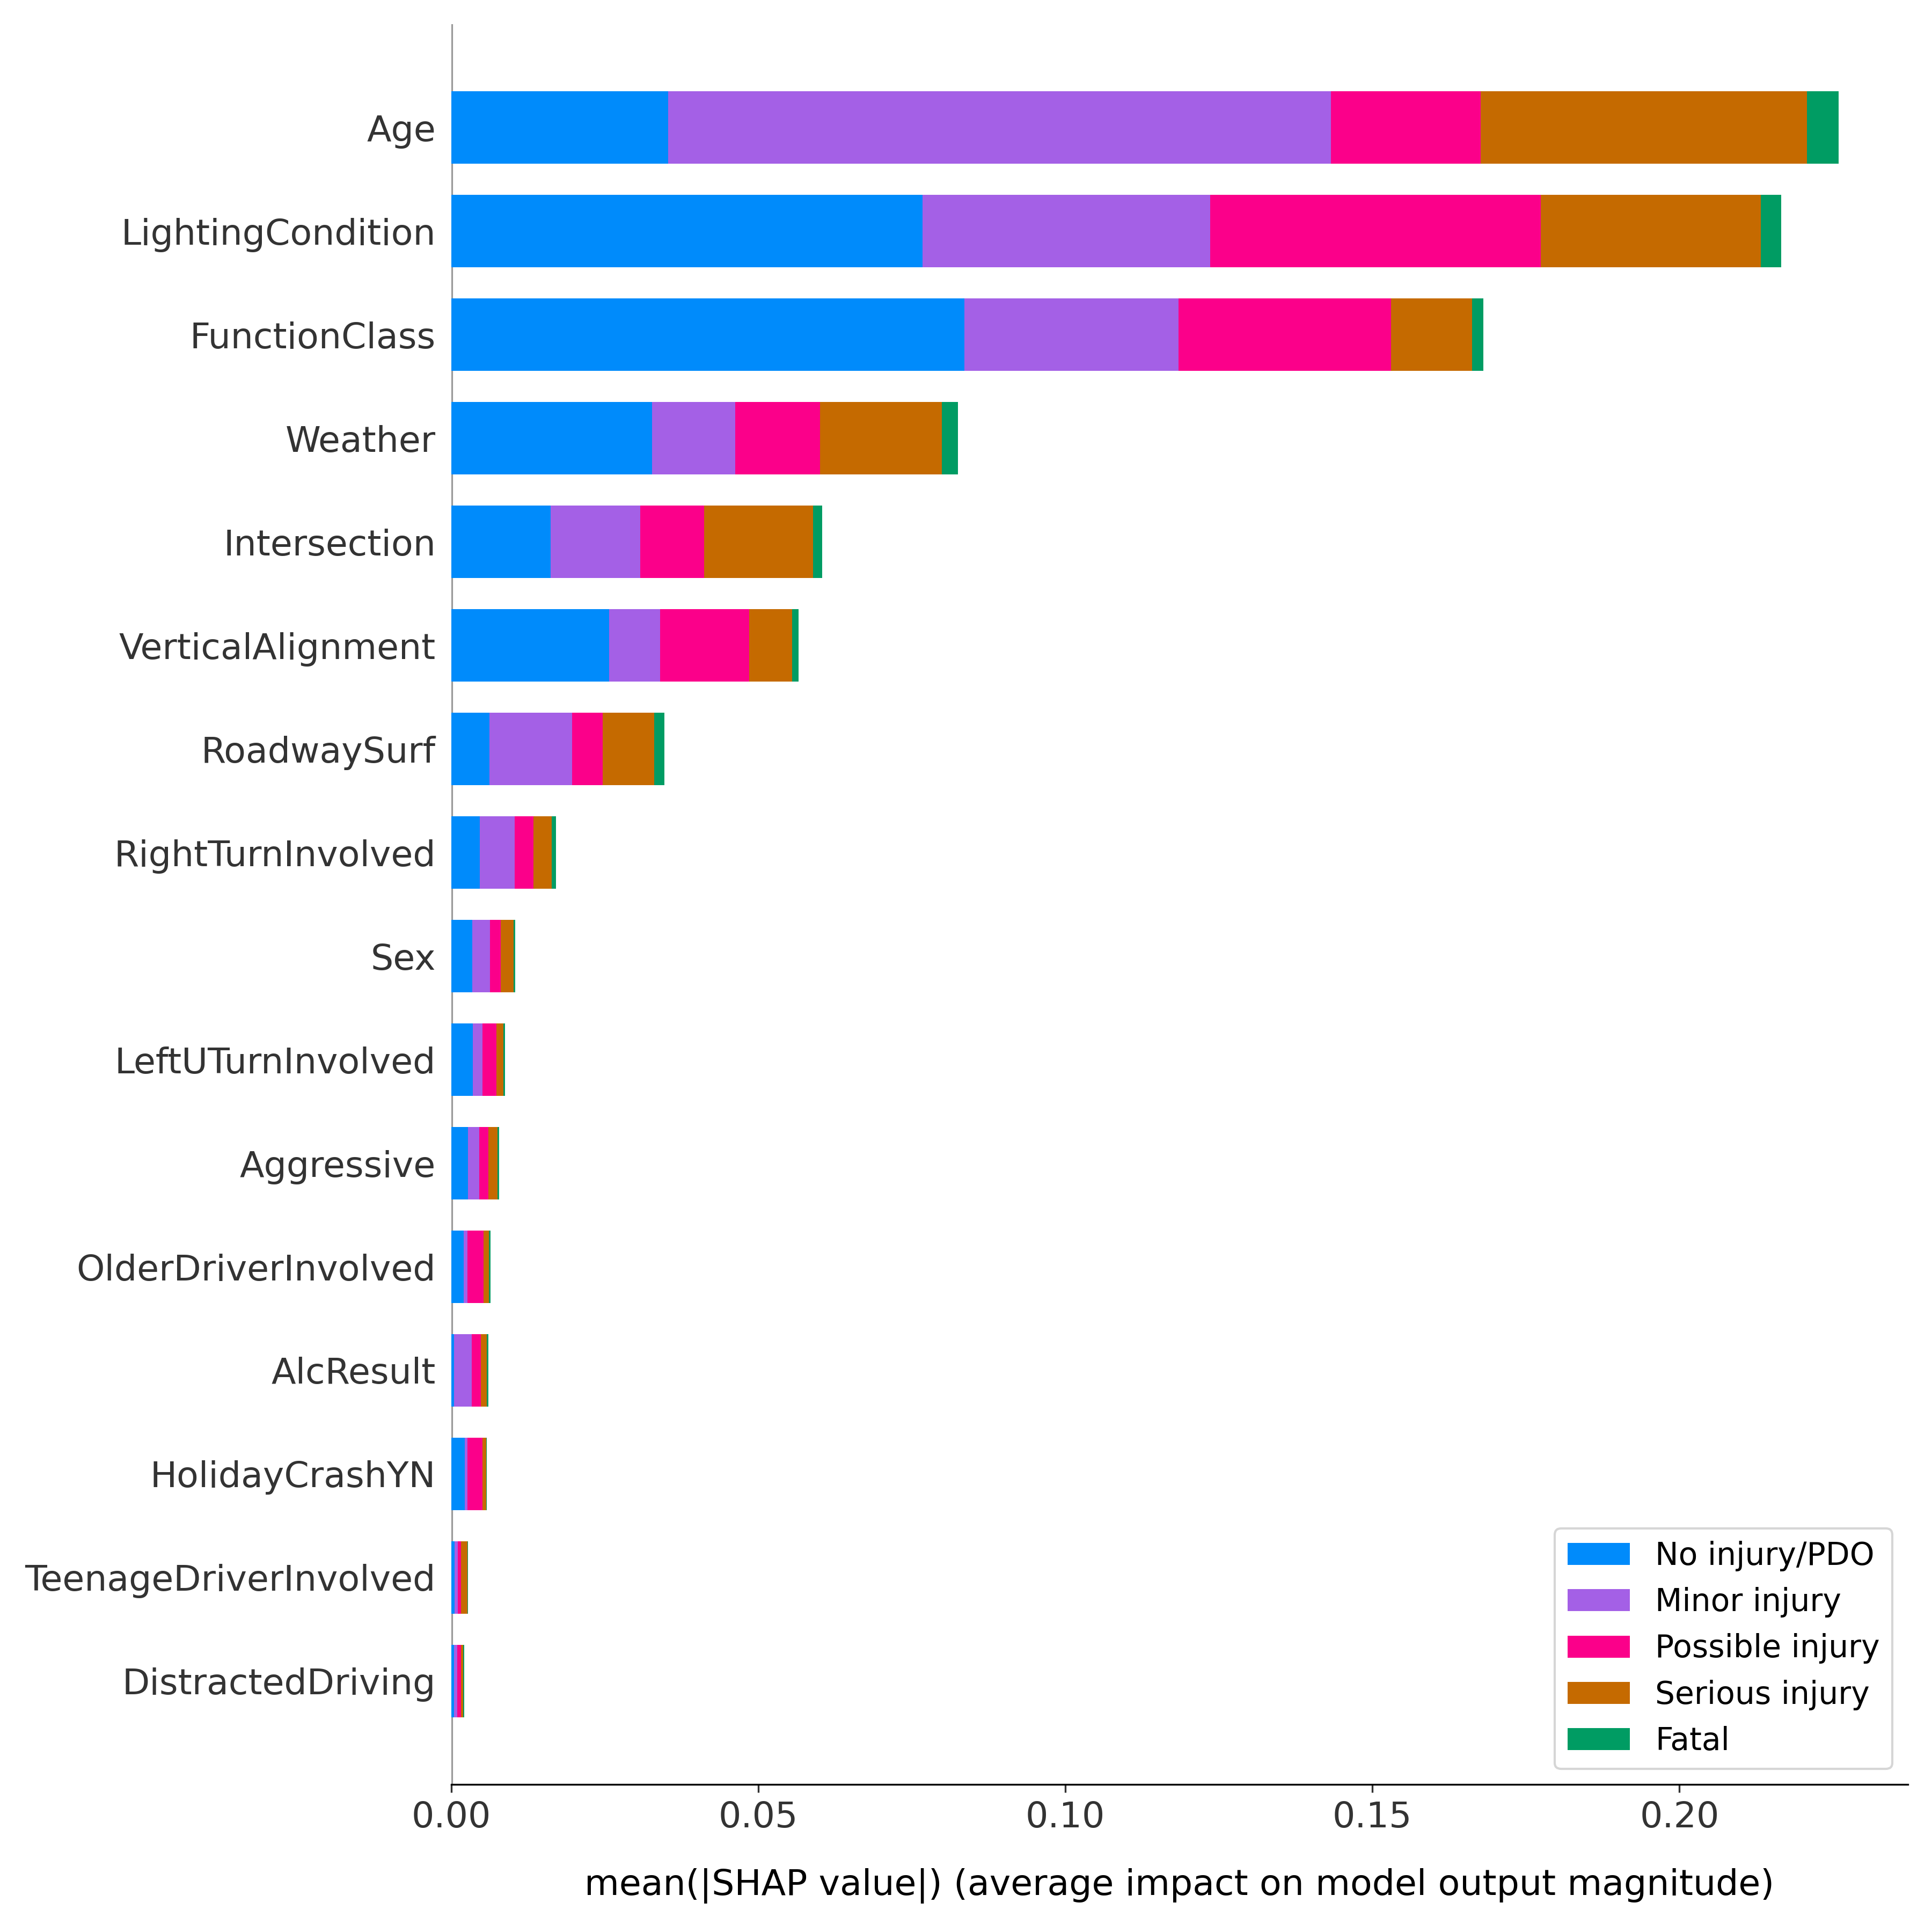 Age
LightingCondition
FunctionClass
Weather
Intersection
VerticalAlignment
RoadwaySurf
RightTurnInvolved
Sex
LeftUTurnInvolved
Aggressive
OlderDriverInvolved
AlcResult
HolidayCrashYN
TeenageDriverInvolved
DistractedDriving
No injury/PDO
Minor injury
Possible injury
Serious injury
Fatal
0.00 0.05 0.10 0.15 0.20
mean(|SHAP value|) (average impact on model output magnitude)